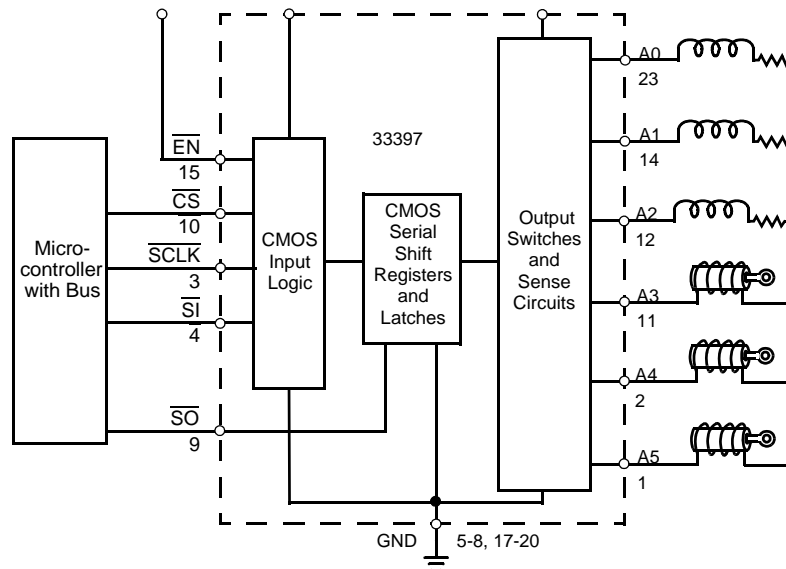 33397
Micro-
controller
with Bus
EN
15
CS
10
SCLK
3
SI
4
SO
9
CMOS
Input
Logic
CMOS
Serial
Shift
Registers
and
Latches
Output
Switches
and
Sense
Circuits
A0
23
A1
14
A2
12
A3
11
A4
2
A5
1
GND 5-8, 17-20